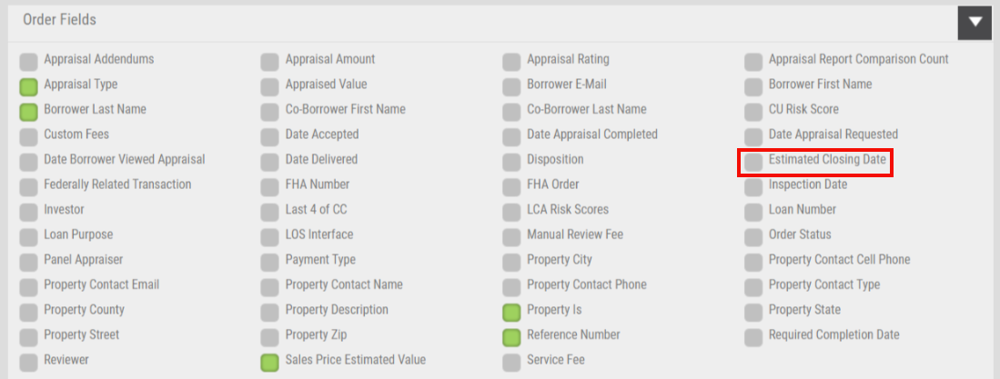 Order Fields
Appraisal Addendums Appraisal Amount Appraisal Rating Appraisal Report Comparison Count
Appraisal Type Appraised Value Borrower E-Mail Borrower First Name
Borrower Last Name Co-Borrower First Name Co-Borrower Last Name CU Risk Score
Custom Fees Date Accepted Date Appraisal Completed Date Appraisal Requested
Date Borrower Viewed Appraisal Date Delivered Disposition Estimated Closing Date
Federally Related Transaction FHA Number FHA Order Inspection Date
Investor Last 4 of CC LCA Risk Scores Loan Number
Loan Purpose LOS Interface Manual Review Fee Order Status
Panel Appraiser Payment Type Property City Property Contact Cell Phone
Property Contact Email Property Contact Name Property Contact Phone Property Contact Type
Property County Property Description Property Is Property State
Property Street Property Zip Reference Number Required Completion Date
Reviewer Sales Price Estimated Value Service Fee